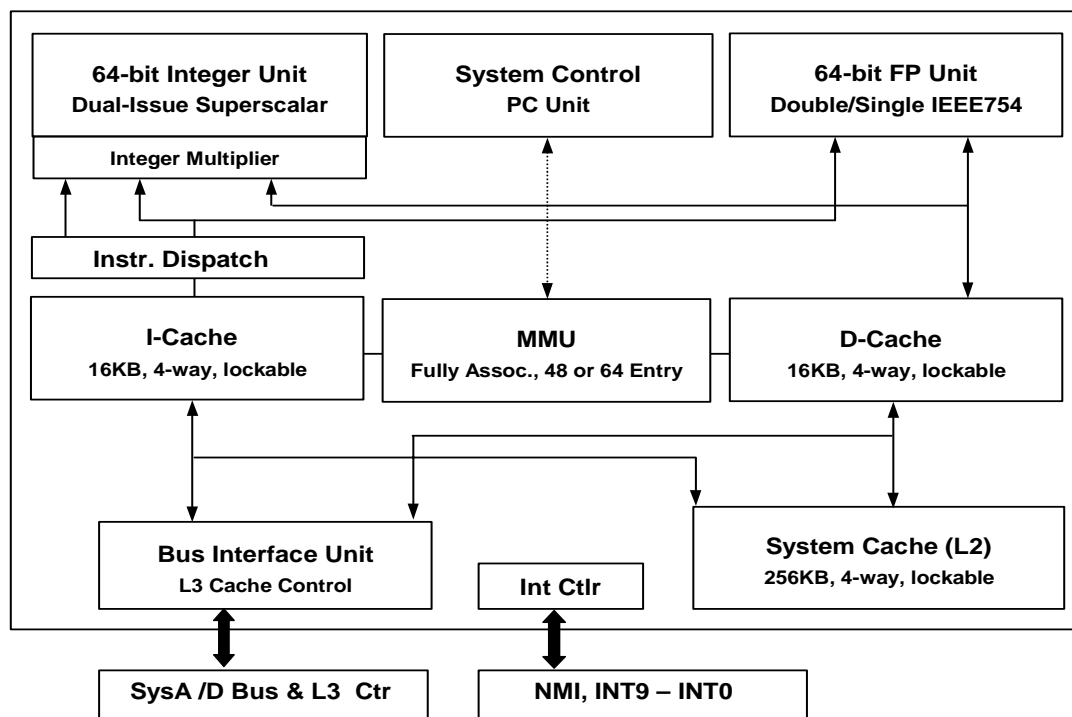 64-bit Integer Unit
Dual-Issue Superscalar
Integer Multiplier
System Control
PC Unit
64-bit FP Unit
Double/Single IEEE754
Instr. Dispatch
I-Cache
16KB, 4-way, lockable
MMU
Fully Assoc., 48 or 64 Entry
D-Cache
16KB, 4-way, lockable
Bus Interface Unit
L3 Cache Control
Int Ctlr
System Cache (L2)
256KB, 4-way, lockable
SysA /D Bus & L3 Ctr
NMI, INT9 – INT0